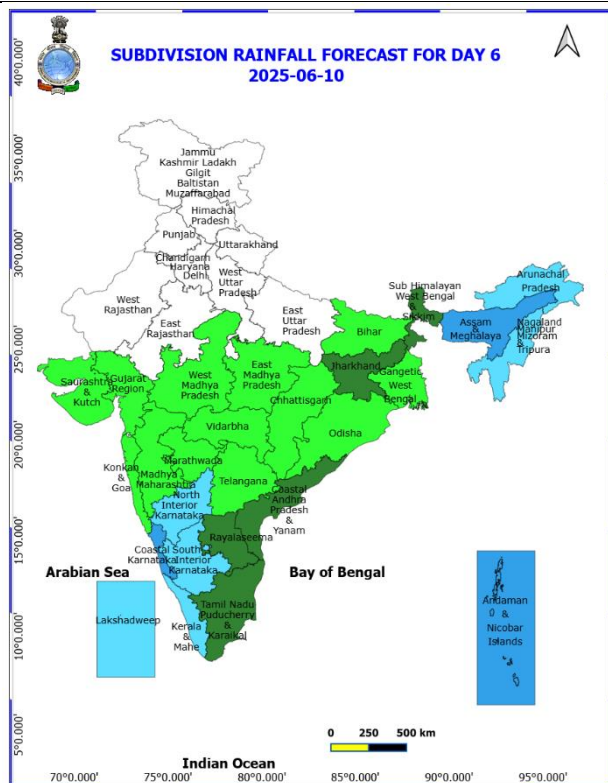 SUBDIVISION RAINFALL FORECAST FOR DAY 6
2025-06-10
40°0.000'
35°0.000'
30°0.000'
25°0.000'
20°0.000'
15°0.000'
10°0.000'
5°0.000'
Jammu
Kashmir Ladakh
Gilgit
Baltistan
Muzaffarabad
Himachal
Pradesh
Punjab
Uttarakhand
Chandigarh
Haryana
Delhi
West
Uttar
Pradesh
West
Rajasthan
East
Rajasthan
East
Uttar
Pradesh
Sub Himalayan
West Bengal
&
Sikkim
Arunachal
Pradesh
Assam
&
Meghalaya
Nagaland
Manipur
Mizoram
&
Tripura
Bihar
Jharkhand
Gangetic
West
Bengal
Saurashtra
&
Kutch
Gujarat
Region
West
Madhya
Pradesh
East
Madhya
Pradesh
Chhattisgarh
Odisha
Vidarbha
Konkan
&
Goa
Madhya
Maharashtra
Marathwada
Telangana
North
Interior
Karnataka
Coastal
Andhra
Pradesh
&
Yanam
Rayalaseema
Coastal
Karnataka
South
Interior
Karnataka
Arabian Sea
Bay of Bengal
Lakshadweep
Kerala
&
Mahe
Tamil Nadu
Puducherry
&
Karaikal
Andaman
&
Nicobar
Islands
0 250 500 km
Indian Ocean
70°0.000' 75°0.000' 80°0.000' 85°0.000' 90°0.000' 95°0.000'